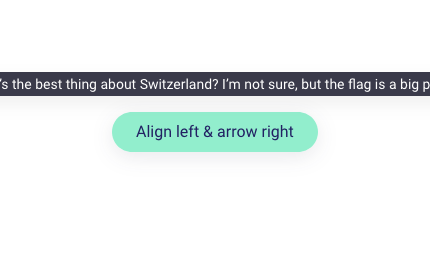 's the best thing about Switzerland? I'm not sure, but the flag is a big p
Align left & arrow right